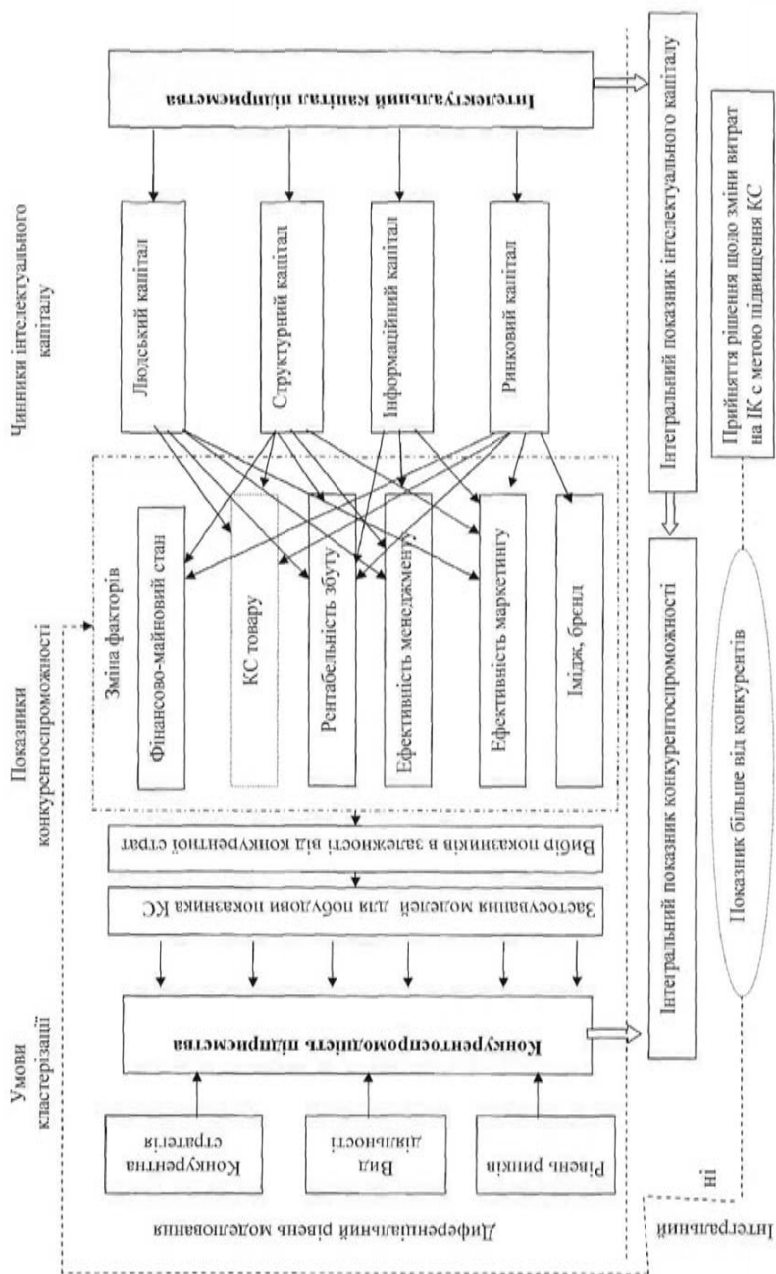 Умови
кластерізації
Показники
конкурентоспроможності
Чинники інтелектуального
капіталу
Диференціальний рівень моделювання
Конкурентна
стратегія
Вид
діяльності
Рівень ринків
Конкурентоспромодність підприємства
Застосування моделей для побудови показника КС
Вибір показників в залежності від конкурентної страт
Зміна факторів
Фінансово-майновий стан
КС товару
Рентабельність збуту
Ефективність менеджменту
Ефективність маркетингу
Імідж, брєнд
Людський капітал
Структурний капітал
Інформаційний капітал
Ринковий капітал
Інтелектуальний капітал підприємства
Інтегральний
ні
Інтегральний показник конкурентоспроможності
Інтегральний показник інтелектуального капіталу
Показник більше від конкурентів
Прийняття рішення щодо зміни витрат
на ІК с метою підвищення КС